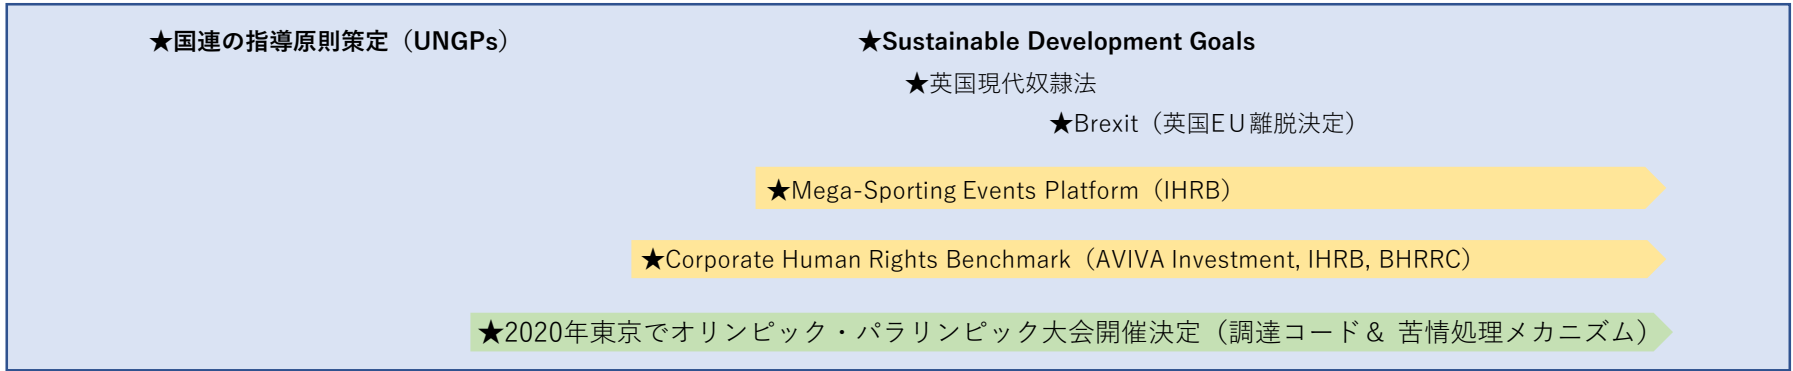 ★国連の指導原則策定（UNGPs）
★Sustainable Development Goals
★英国現代奴隷法
★Brexit（英国EU離脱決定）
★Mega-Sporting Events Platform（IHRB）
★Corporate Human Rights Benchmark（AVIVA Investment, IHRB, BHRRC）
★2020年東京でオリンピック・パラリンピック大会開催決定（調達コード＆ 苦情処理メカニズム）